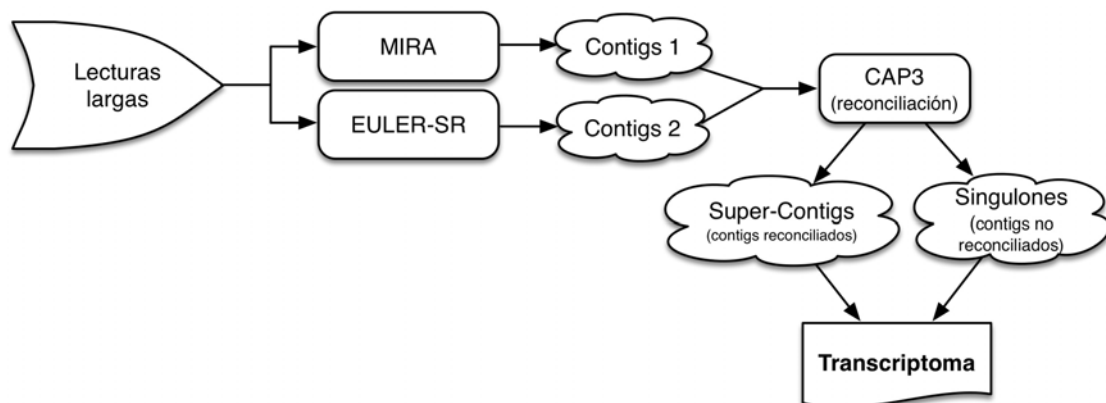 Lecturas
largas
MIRA
EULER-SR
Contigs 1
Contigs 2
CAP3
(reconciliación)
Super-Contigs
(contigs reconciliados)
Singulones
(contigs no
reconciliados)
Transcriptoma